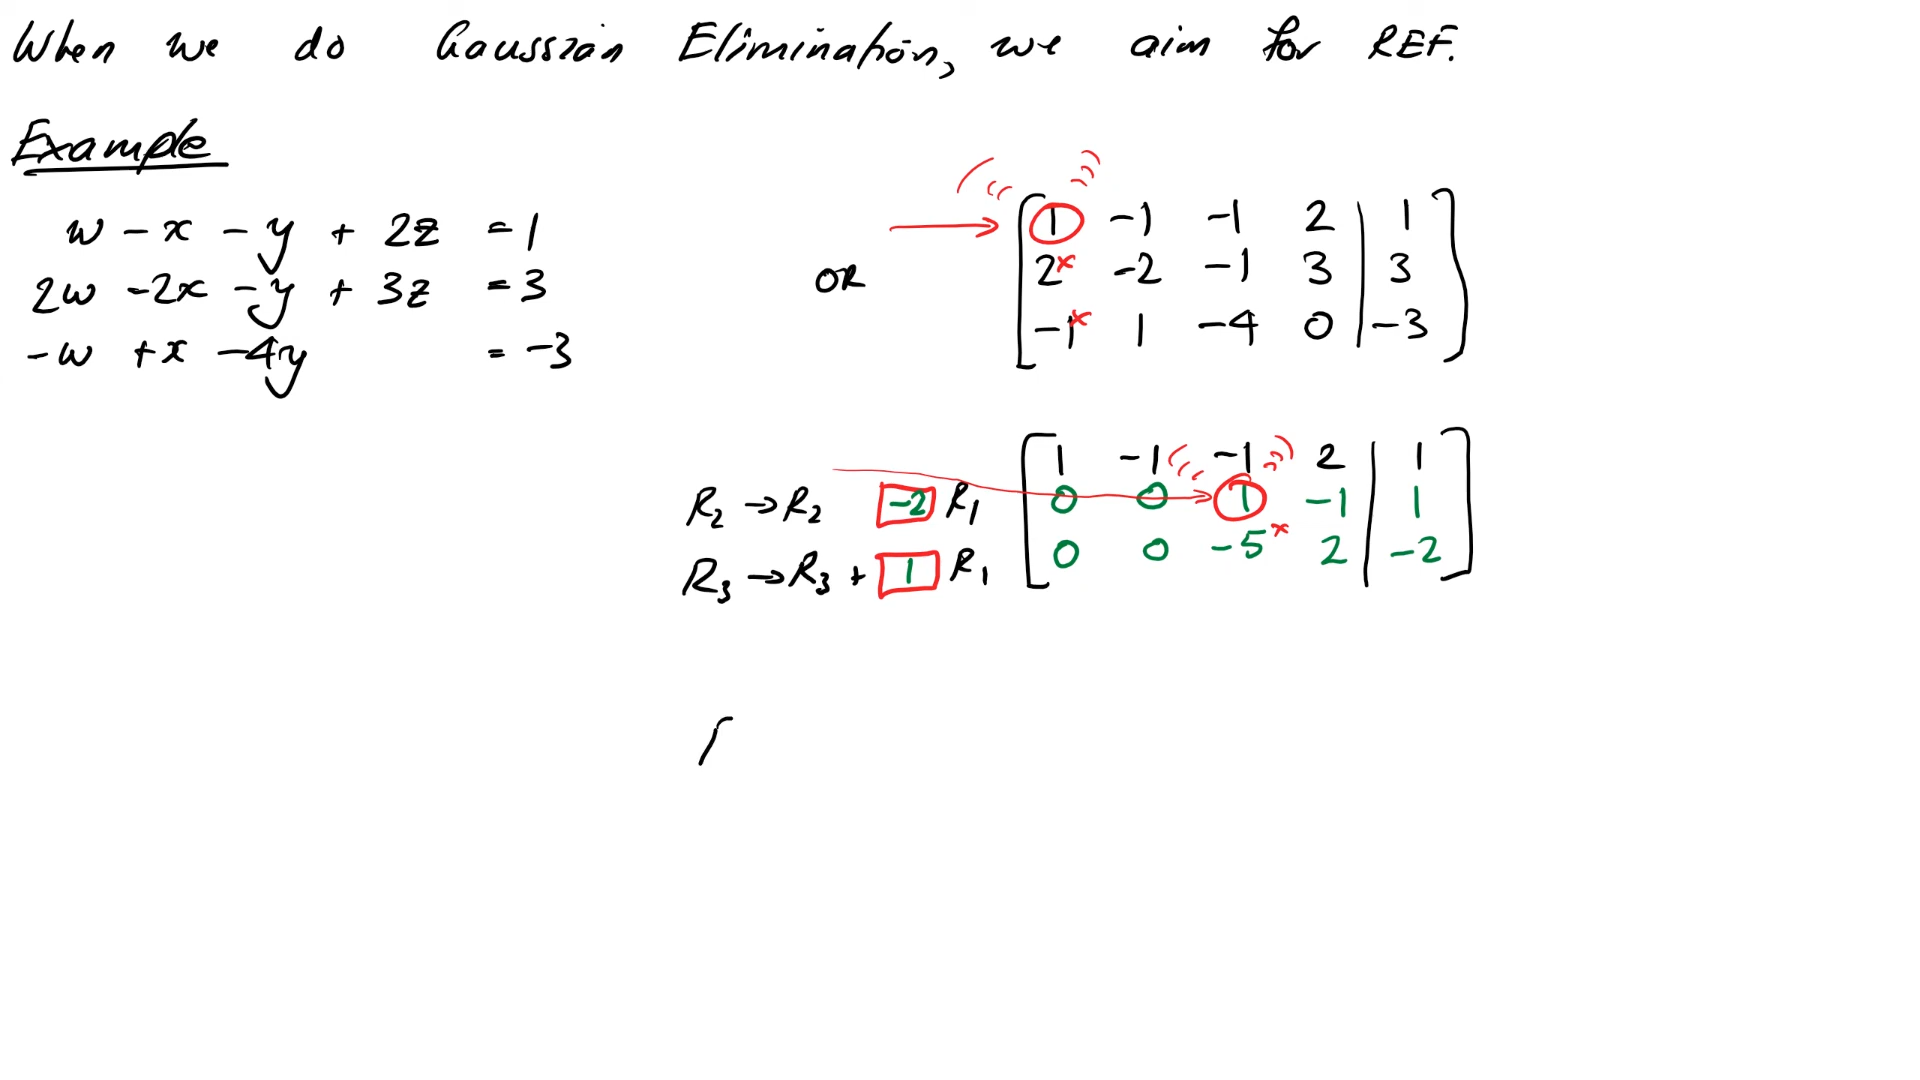 When we do Gaussian Elimination, we aim for REF.
Example
w - x - y + 2z = 1
2w - 2x - y + 3z = 3
-w + x - 4y = -3
OR
1 -1 -1 2 | 1
2 -2 -1 3 | 3
-1 1 -4 0 | -3
1 -1 -1 2 | 1
R2 → R2 -2 R1 0 0 1 -1 | 1
R3 → R3 + 1 R1 0 0 -5 2 | -2